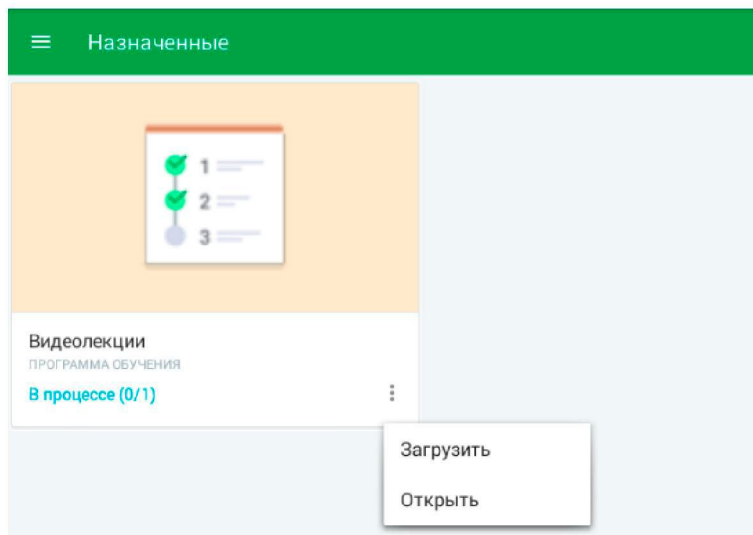 Назначенные
1
2
3
Видеолекции
ПРОГРАММА ОБУЧЕНИЯ
В процессе (0/1)
Загрузить
Открыть